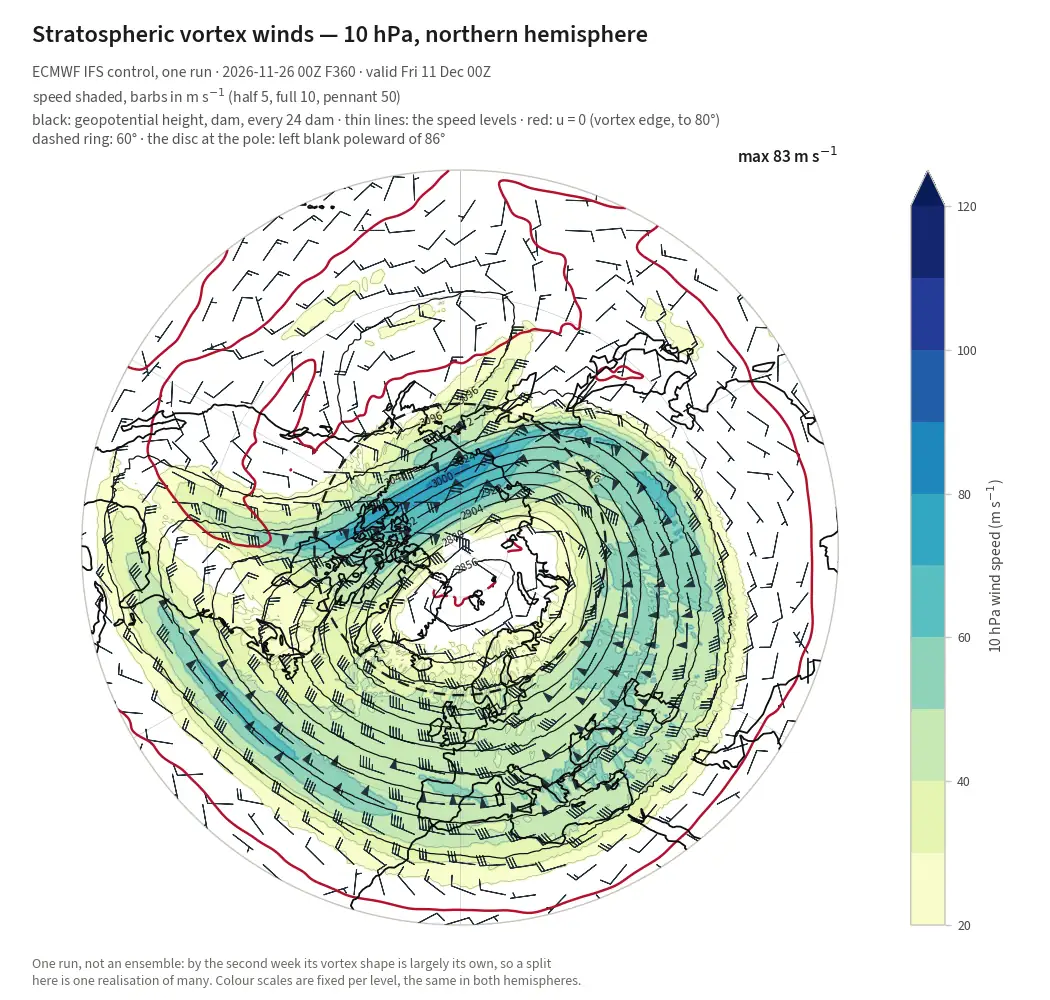 Stratospheric vortex winds — 10 hPa, northern hemisphere
ECMWF IFS control, one run · 2026-11-26 00Z F360 · valid Fri 11 Dec 00Z
speed shaded, barbs in m s⁻¹ (half 5, full 10, pennant 50)
black: geopotential height, dam, every 24 dam · thin lines: the speed levels · red: u = 0 (vortex edge, to 80°)
dashed ring: 60° · the disc at the pole: left blank poleward of 86°
max 83 m s⁻¹
120
100
80
60
40
20
10 hPa wind speed (m s⁻¹)
3000
2904
2856
One run, not an ensemble: by the second week its vortex shape is largely its own, so a split
here is one realisation of many. Colour scales are fixed per level, the same in both hemispheres.